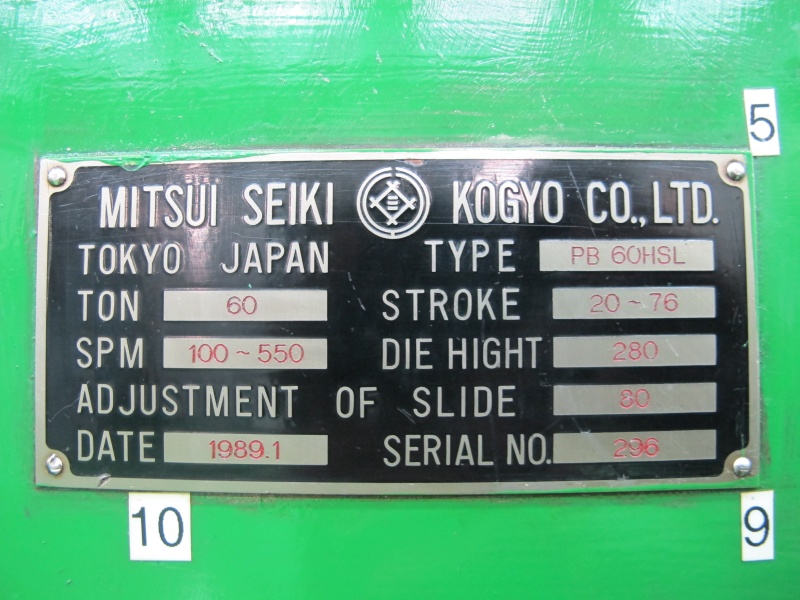 5
MITSUI SEIKI KOGYO CO., LTD.
TOKYO JAPAN TYPE PB 60HSL
TON 60 STROKE 20~76
SPM 100~550 DIE HIGHT 280
ADJUSTMENT OF SLIDE 80
DATE 1989.1 SERIAL NO. 296
10 9